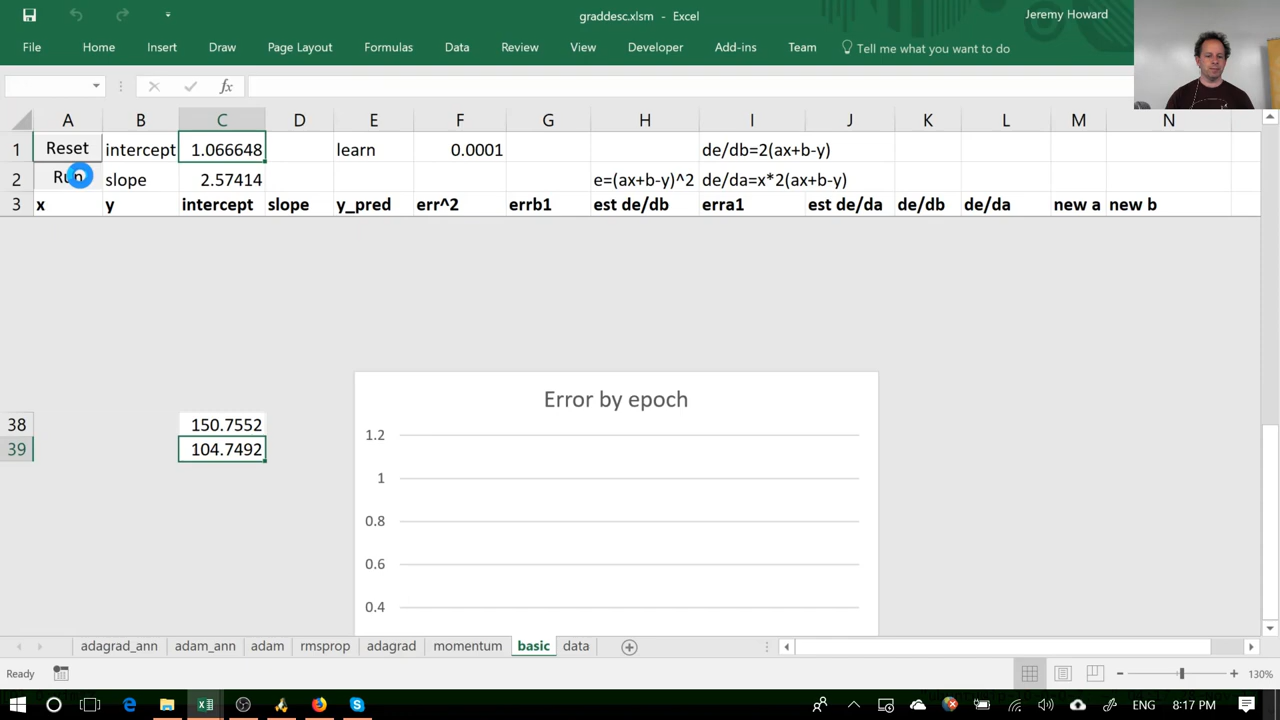 graddesc.xlsm - Excel
Jeremy Howard
File Home Insert Draw Page Layout Formulas Data Review View Developer Add-ins Team Tell me what you want to do
fx
A B C D E F G H I J K L M N
1 Reset intercept 1.066648 learn 0.0001 de/db=2(ax+b-y)
2 Run slope 2.57414 e=(ax+b-y)^2 de/da=x*2(ax+b-y)
3 x y intercept slope y_pred err^2 errb1 est de/db erra1 est de/da de/db de/da new a new b
Error by epoch
38 150.7552
1.2
39 104.7492
1
0.8
0.6
0.4
adagrad_ann adam_ann adam rmsprop adagrad momentum basic data
Ready 130%
ENG 8:17 PM